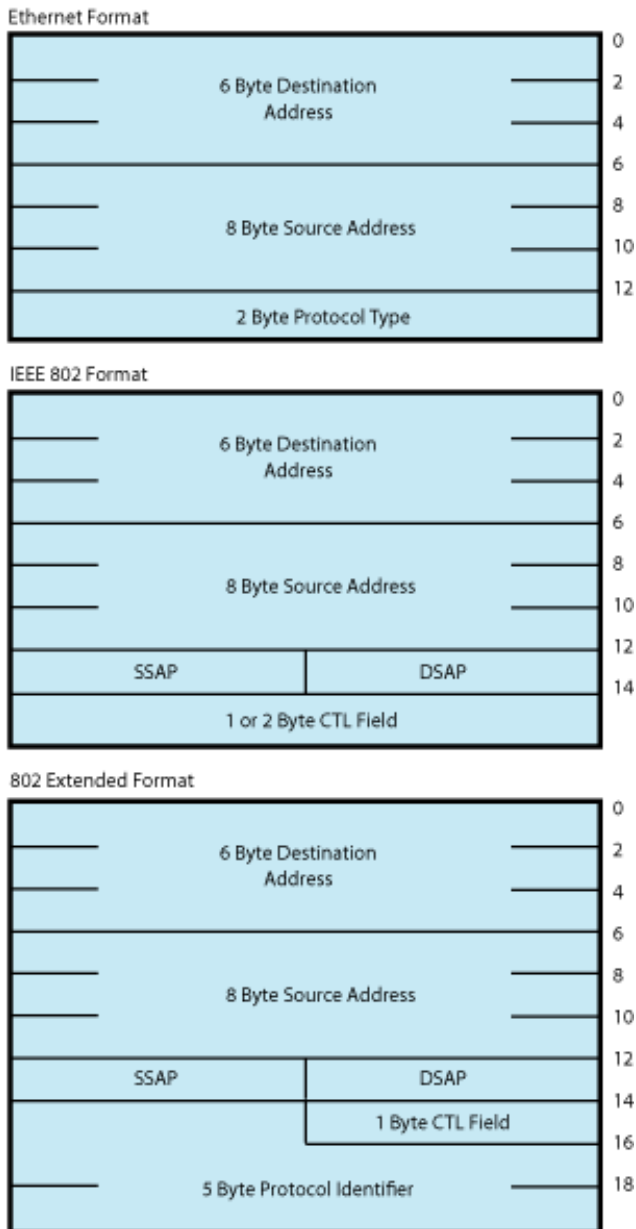 Ethernet Format
0
2
6 Byte Destination
Address
4
6
8
8 Byte Source Address
10
12
2 Byte Protocol Type
IEEE 802 Format
0
2
6 Byte Destination
Address
4
6
8
8 Byte Source Address
10
12
SSAP DSAP
14
1 or 2 Byte CTL Field
802 Extended Format
0
2
6 Byte Destination
Address
4
6
8
8 Byte Source Address
10
12
SSAP DSAP
14
1 Byte CTL Field
16
5 Byte Protocol Identifier
18